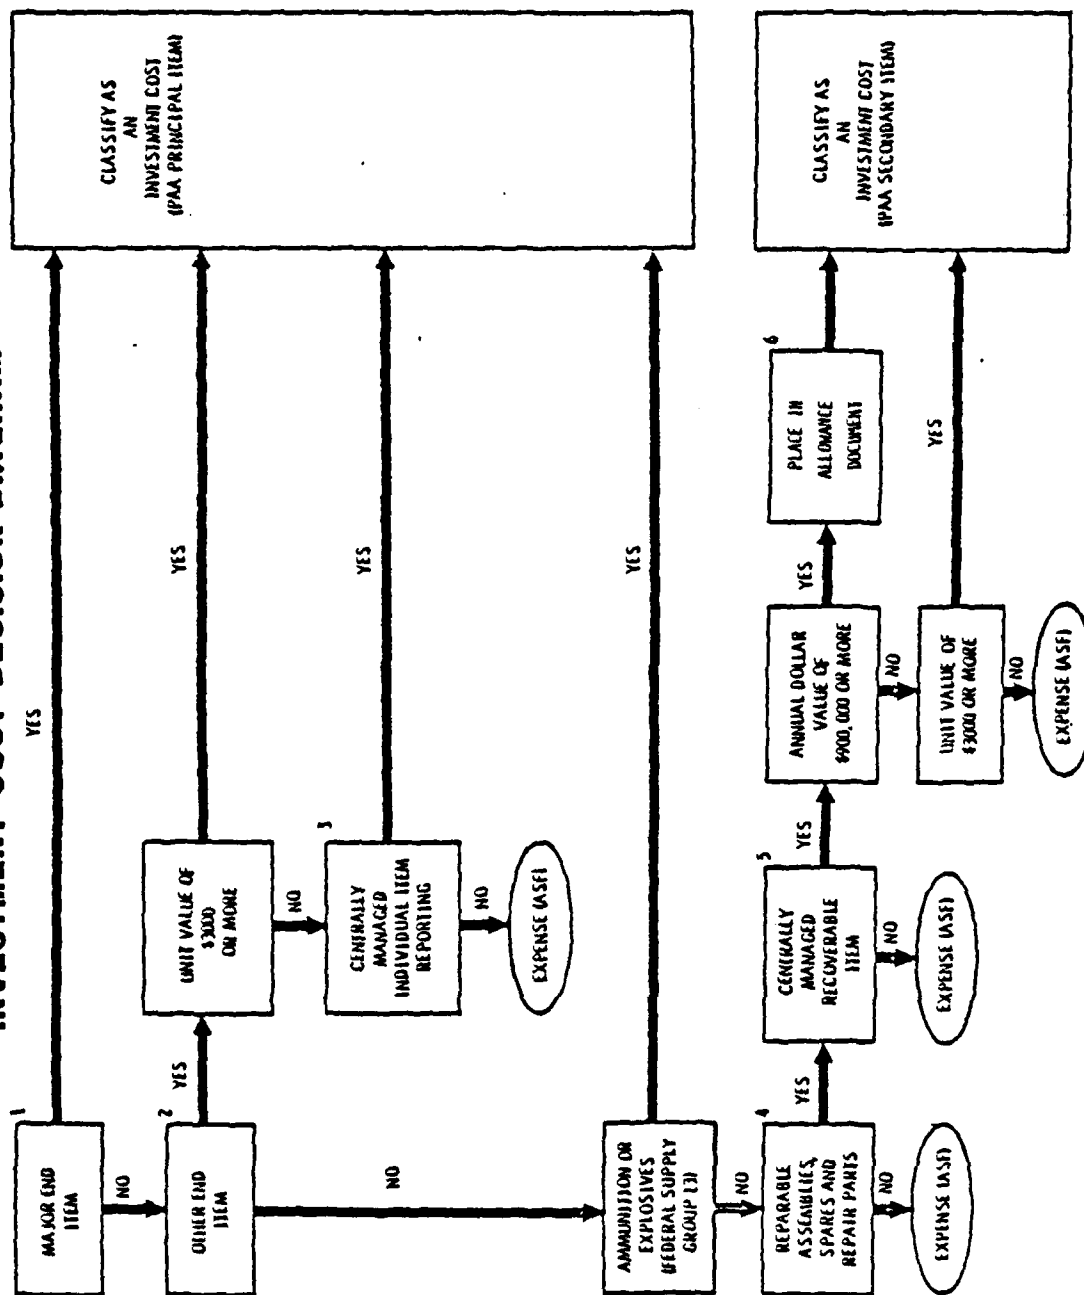 INVESTMENT COST DECISION DIAGRAM
1
MAJOR END
ITEM
YES
CLASSIFY AS
AN
INVESTMENT COST
(PAA PRINCIPAL ITEM)
NO
2
OTHER END
ITEM
YES
UNIT VALUE OF
$3000
OR MORE
YES
NO
3
CENTRALLY
MANAGED
INDIVIDUAL ITEM
REPORTING
YES
NO
EXPENSE (ASF)
NO
AMMUNITION OR
EXPLOSIVES
(FEDERAL SUPPLY
GROUP 13)
YES
NO
4
REPARABLE
ASSEMBLIES,
SPARES AND
REPAIR PARTS
YES
5
CENTRALLY
MANAGED
RECOVERABLE
ITEM
YES
ANNUAL DOLLAR
VALUE OF
$900,000 OR MORE
YES
6
PLACE IN
ALLOWANCE
DOCUMENT
CLASSIFY AS
AN
INVESTMENT COST
(PAA SECONDARY ITEM)
NO
EXPENSE (ASF)
NO
EXPENSE (ASF)
NO
UNIT VALUE OF
$3000 OR MORE
YES
NO
EXPENSE (ASF)